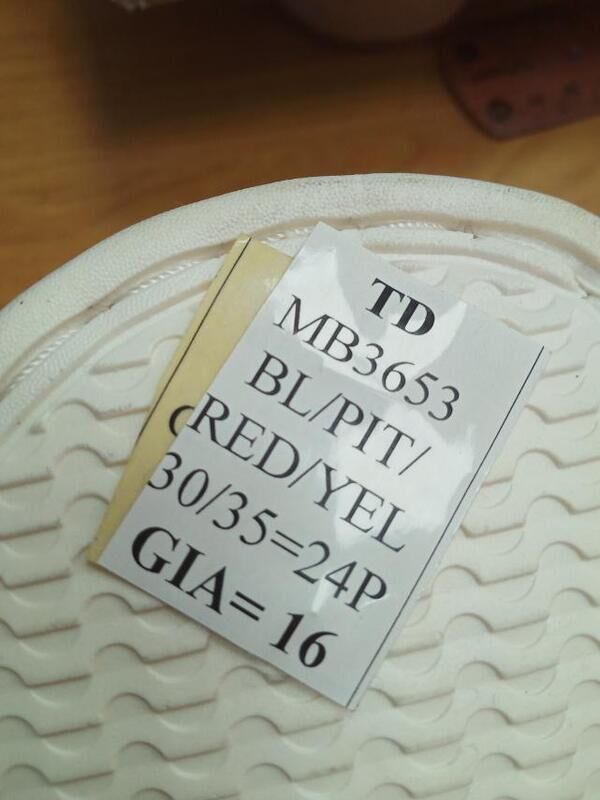 TD
MB3653
BL/PIT/
RED/YEL
30/35=24P
GIA= 16